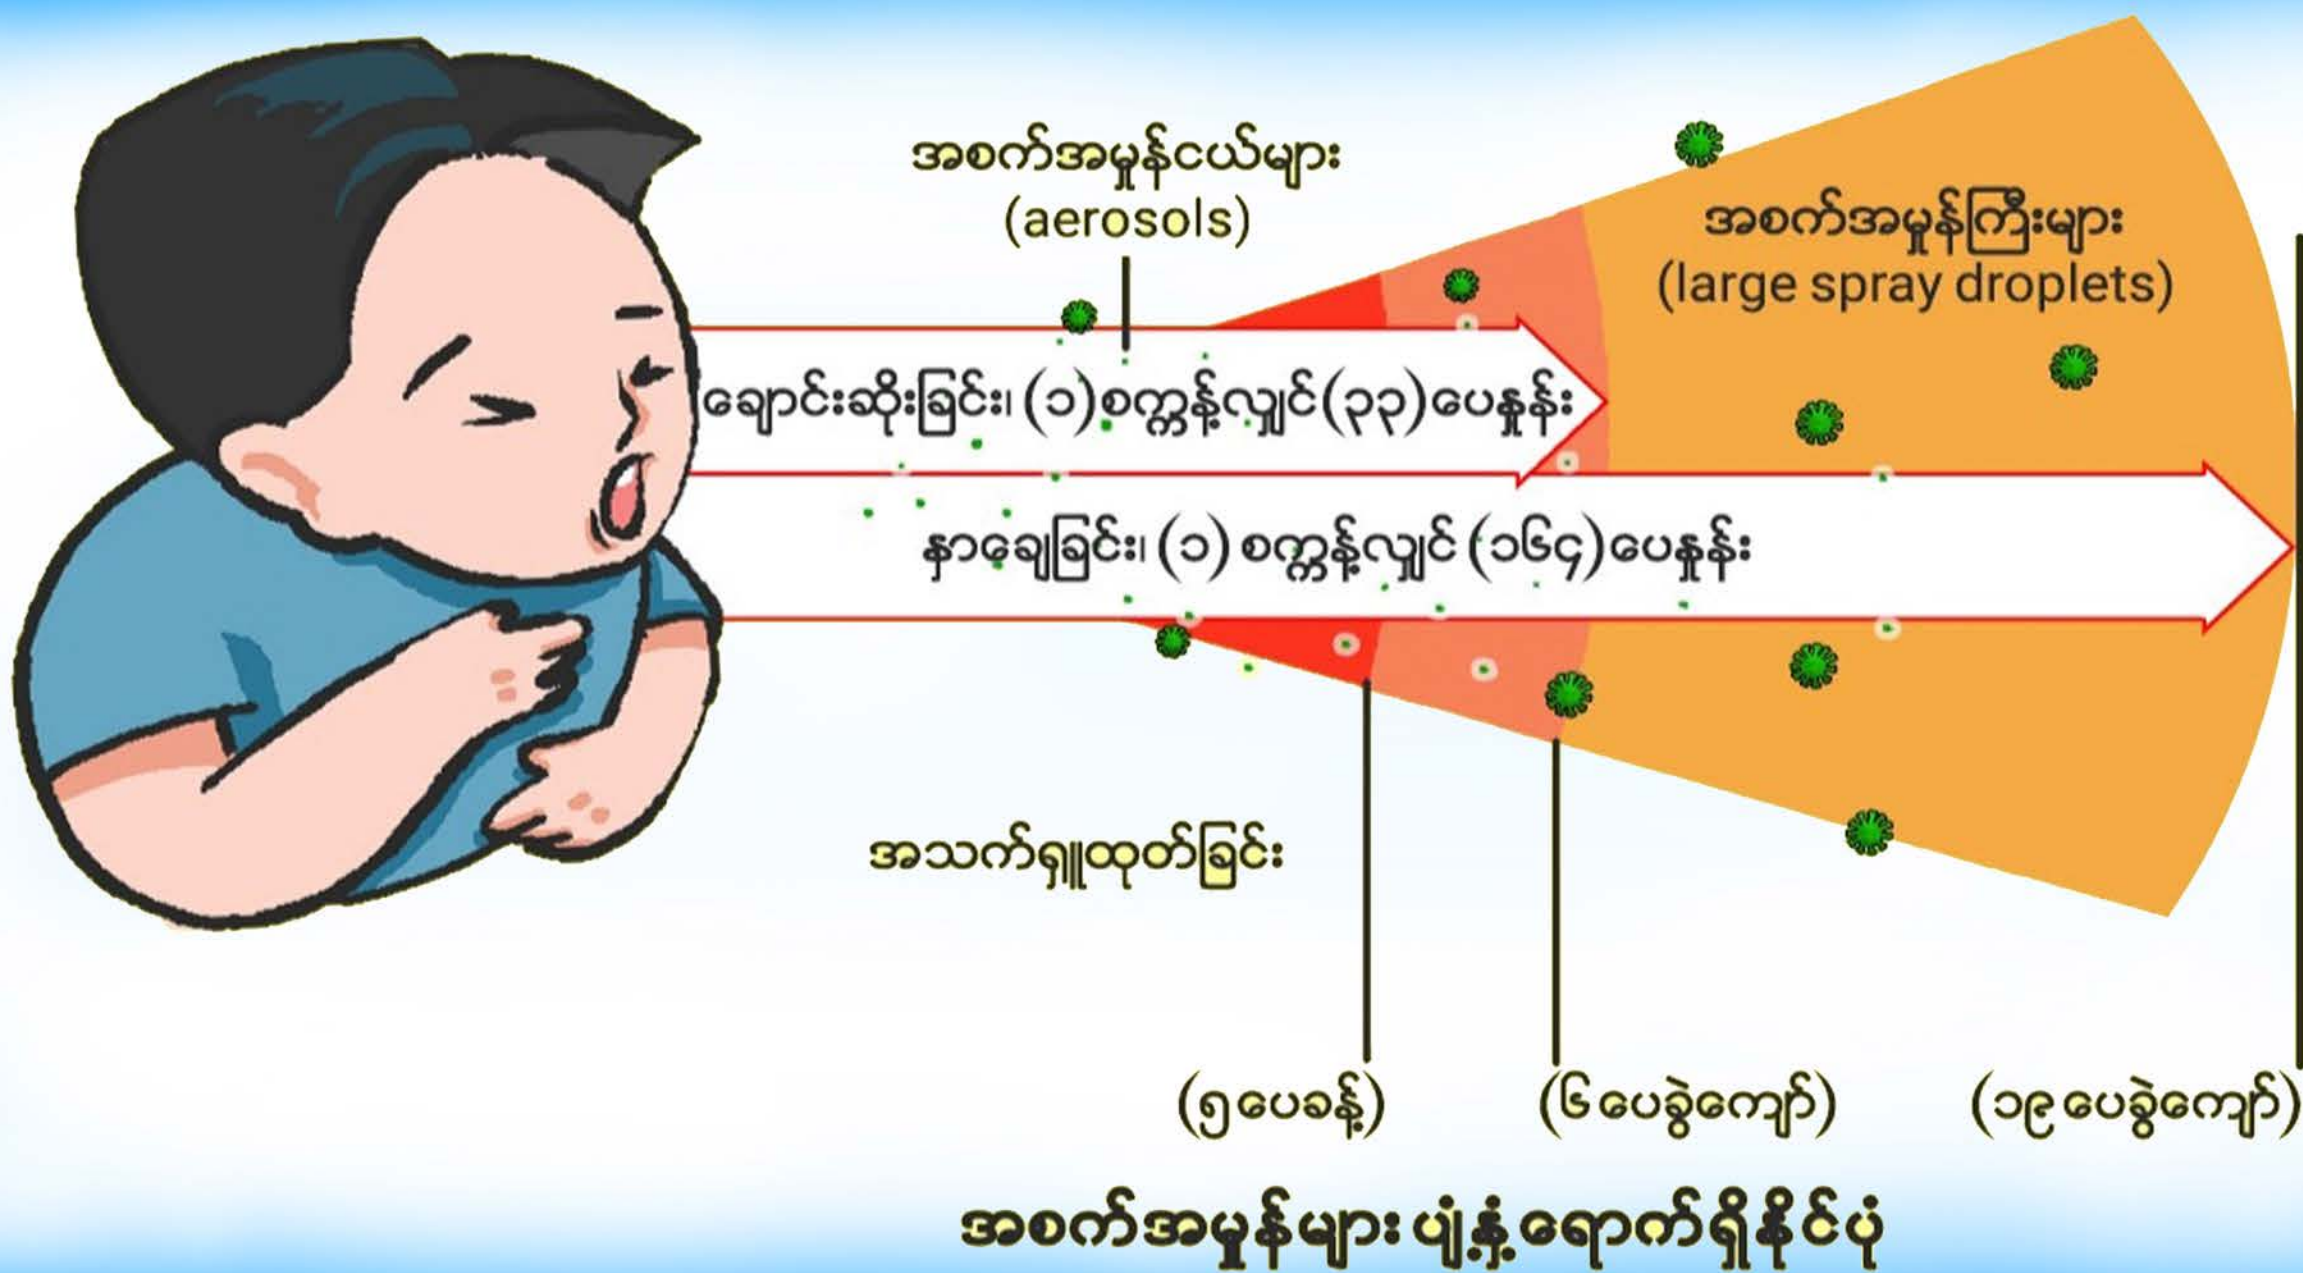 အစက်အမှုန်ငယ်များ
(aerosols)
အစက်အမှုန်ကြီးများ
(large spray droplets)
ချောင်းဆိုးခြင်း၊ (၁)စက္ကန့်လျှင်(၃၃)ပေနှုန်း
နှာချေခြင်း၊ (၁) စက္ကန့်လျှင် (၁၆၄)ပေနှုန်း
အသက်ရှူထုတ်ခြင်း
(၅ပေခန့်)
(၆ပေခွဲကျော်)
(၁၉ပေခွဲကျော်)
အစက်အမှုန်များ ပျံ့နှံ့ရောက်ရှိနိုင်ပုံ